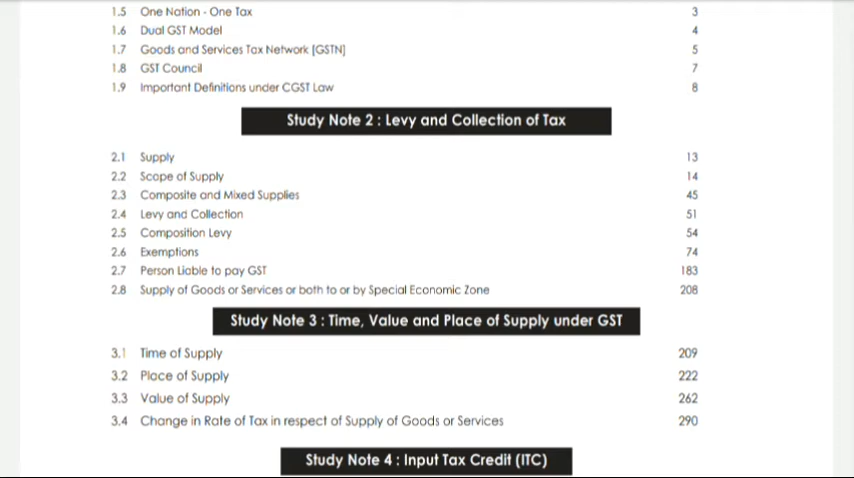 1.5 One Nation - One Tax 3
1.6 Dual GST Model 4
1.7 Goods and Services Tax Network [GSTN] 5
1.8 GST Council 7
1.9 Important Definitions under CGST Law 8
Study Note 2 : Levy and Collection of Tax
2.1 Supply 13
2.2 Scope of Supply 14
2.3 Composite and Mixed Supplies 45
2.4 Levy and Collection 51
2.5 Composition Levy 54
2.6 Exemptions 74
2.7 Person Liable to pay GST 183
2.8 Supply of Goods or Services or both to or by Special Economic Zone 208
Study Note 3 : Time, Value and Place of Supply under GST
3.1 Time of Supply 209
3.2 Place of Supply 222
3.3 Value of Supply 262
3.4 Change in Rate of Tax in respect of Supply of Goods or Services 290
Study Note 4 : Input Tax Credit (ITC)